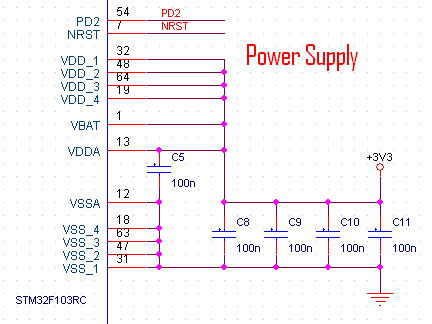 54
PD2 PD2
7
NRST NRST
Power Supply
32
VDD_1
48
VDD_2
64
VDD_3
19
VDD_4
1
VBAT
13
VDDA
C5
100n
+3V3
12
VSSA
18
VSS_4
63
VSS_3
47
VSS_2
31
VSS_1
C8 C9 C10 C11
100n 100n 100n 100n
STM32F103RC